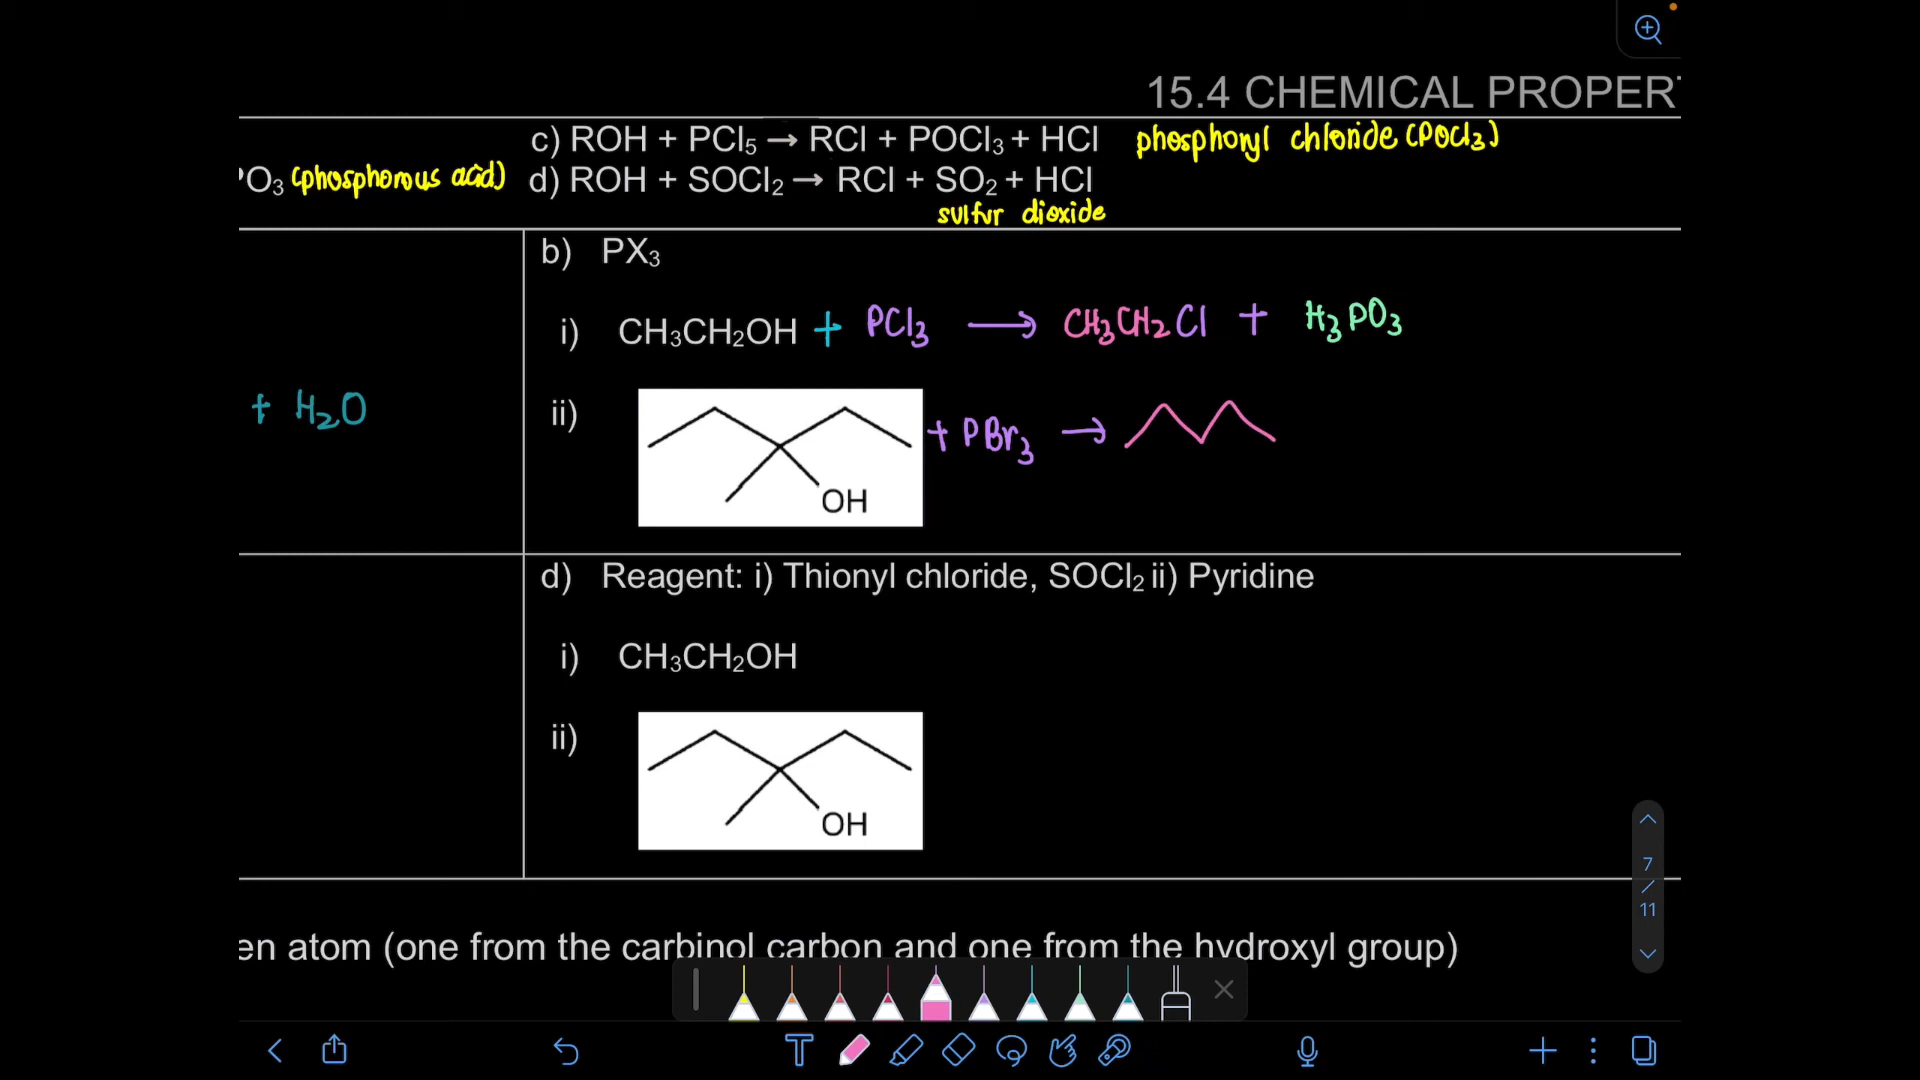 15.4 CHEMICAL PROPER
c) ROH + PCl₅ → RCl + POCl₃ + HCl phosphoryl chloride (POCl₃)
PO₃ (phosphorous acid) d) ROH + SOCl₂ → RCl + SO₂ + HCl
sulfur dioxide
b) PX₃
i) CH₃CH₂OH + PCl₃ → CH₃CH₂Cl + H₃PO₃
+ H₂O
ii) OH + PBr₃ →
d) Reagent: i) Thionyl chloride, SOCl₂ ii) Pyridine
i) CH₃CH₂OH
ii) OH
7
/
11
en atom (one from the carbinol carbon and one from the hydroxyl group)